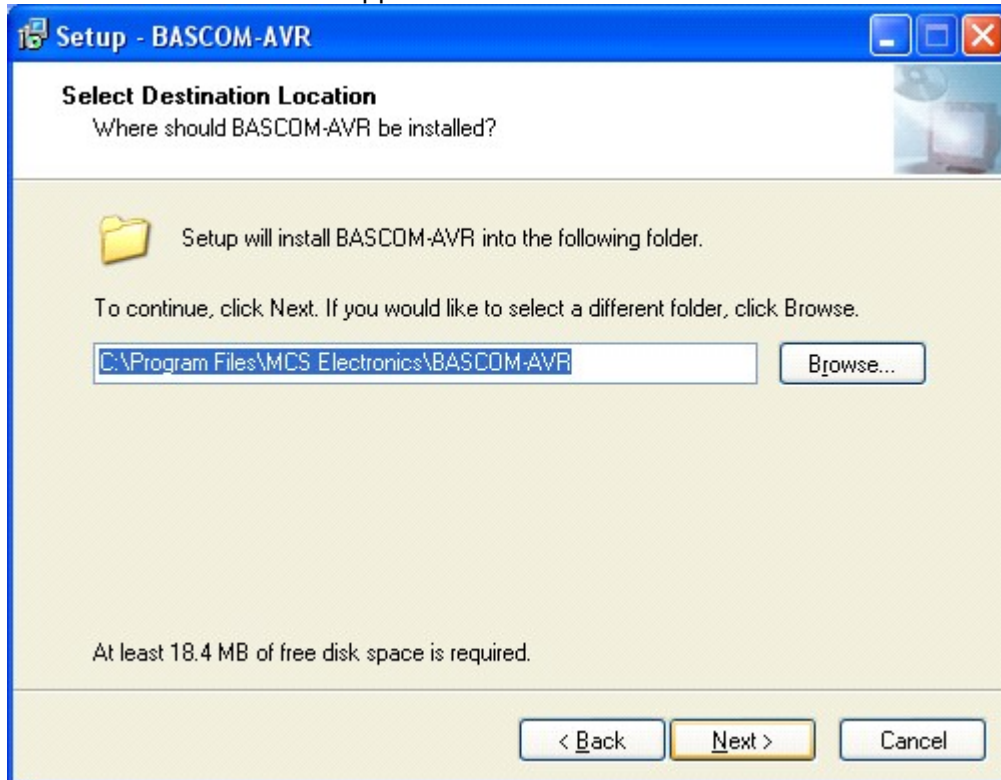 Setup - BASCOM-AVR
Select Destination Location
Where should BASCOM-AVR be installed?
Setup will install BASCOM-AVR into the following folder.
To continue, click Next. If you would like to select a different folder, click Browse.
C:\Program Files\MCS Electronics\BASCOM-AVR
Browse...
At least 18.4 MB of free disk space is required.
< Back Next > Cancel